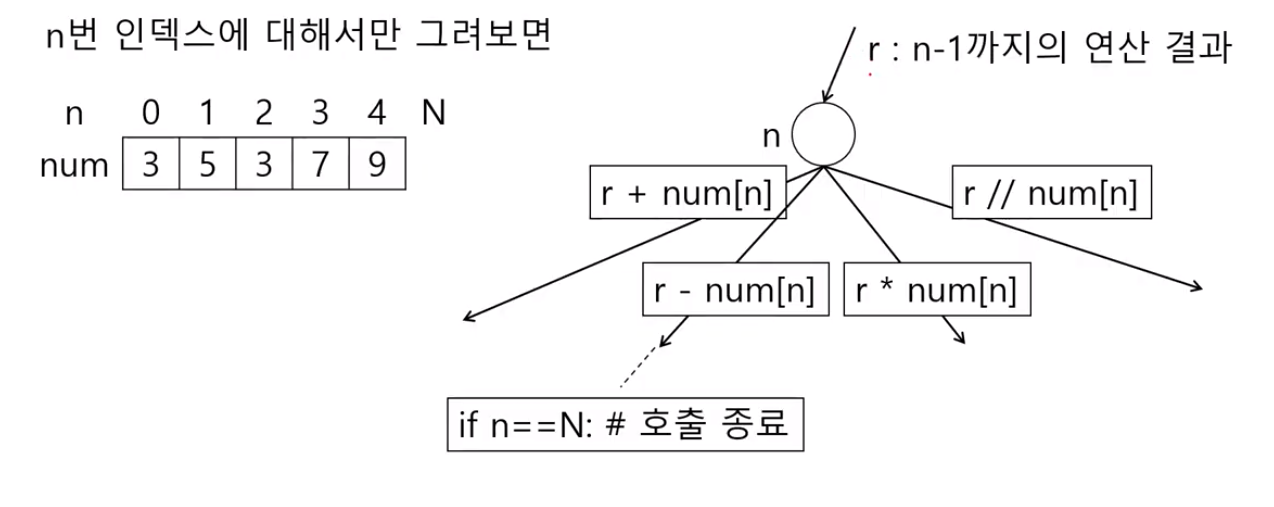 n번 인덱스에 대해서만 그려보면
r : n-1까지의 연산 결과
n 0 1 2 3 4 N
num 3 5 3 7 9
n
r + num[n]
r // num[n]
r - num[n]
r * num[n]
if n==N: # 호출 종료